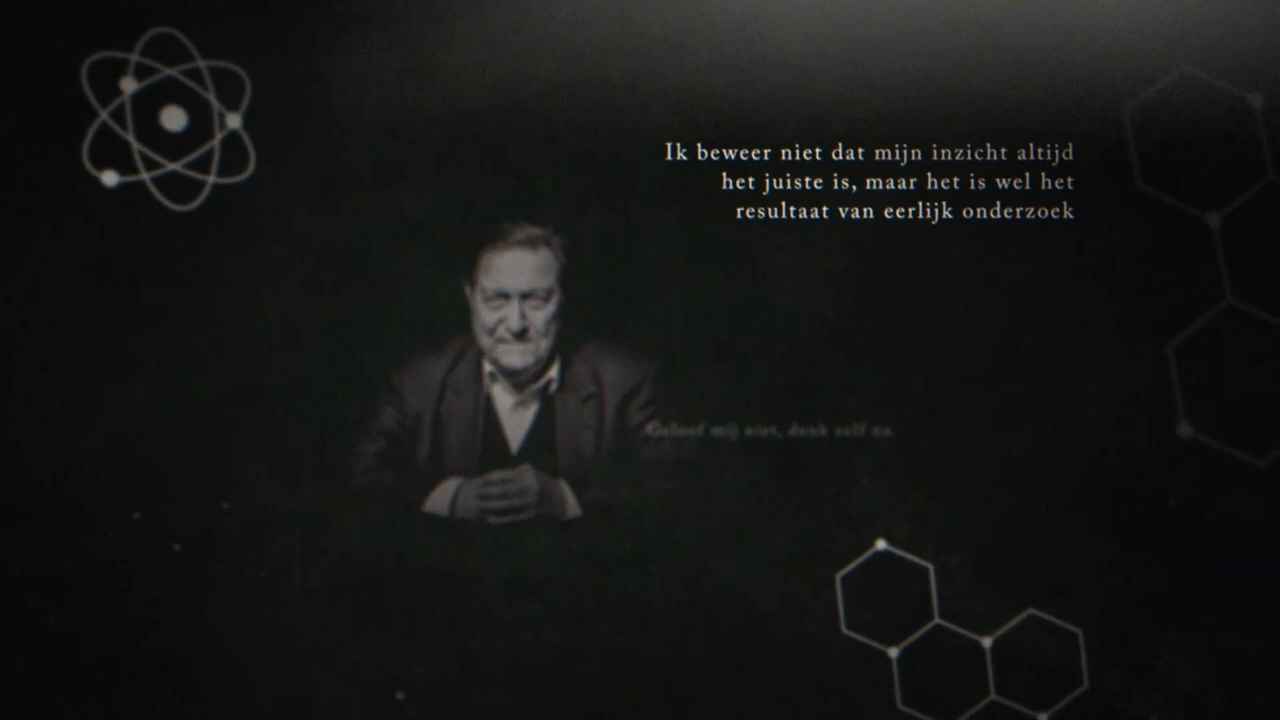 Ik beweer niet dat mijn inzicht altijd
het juiste is, maar het is wel het
resultaat van eerlijk onderzoek
Geloof mij niet, denk zelf na.